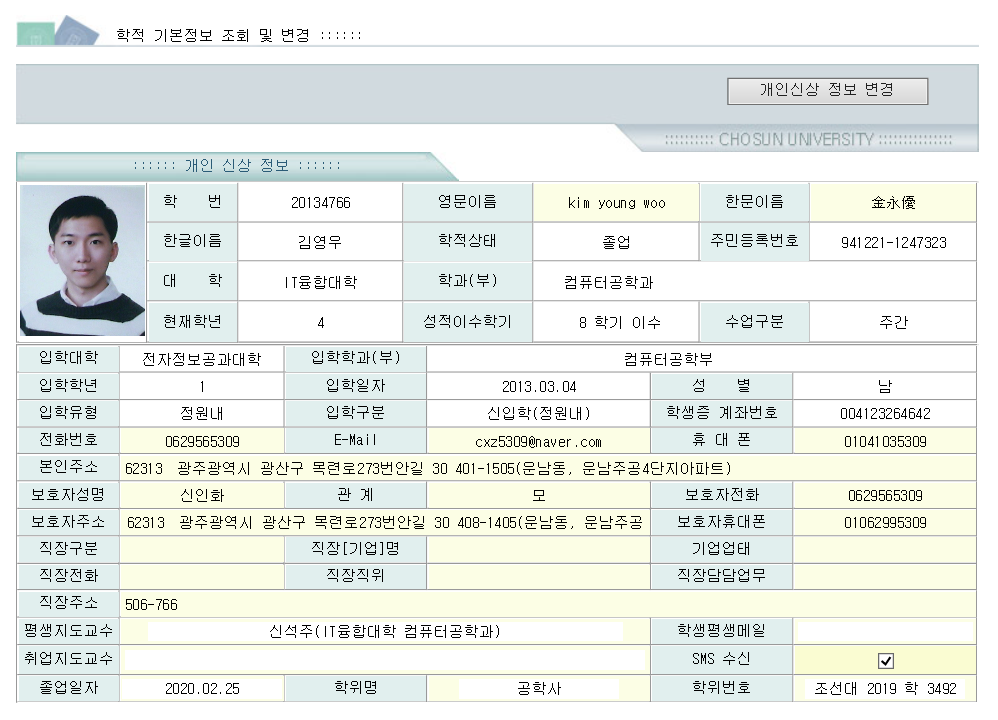 학적 기본정보 조회 및 변경 ::::::
개인신상 정보 변경
:::::::::: CHOSUN UNIVERSITY :::::::::::::::
:::::: 개인 신상 정보 ::::::
학 번 20134766 영문이름 kim young woo 한문이름 金永優
한글이름 김영우 학적상태 졸업 주민등록번호 941221-1247323
대 학 IT융합대학 학과(부) 컴퓨터공학과
현재학년 4 성적이수학기 8 학기 이수 수업구분 주간
입학대학 전자정보공과대학 입학학과(부) 컴퓨터공학부
입학학년 1 입학일자 2013.03.04 성 별 남
입학유형 정원내 입학구분 신입학(정원내) 학생증 계좌번호 004123264642
전화번호 0629565309 E-Mail cxz5309@naver.com 휴 대 폰 01041035309
본인주소 62313 광주광역시 광산구 목련로273번안길 30 401-1505(운남동, 운남주공4단지아파트)
보호자성명 신인화 관 계 모 보호자전화 0629565309
보호자주소 62313 광주광역시 광산구 목련로273번안길 30 408-1405(운남동, 운남주공 보호자휴대폰 01062995309
직장구분 직장[기업]명 기업업태
직장전화 직장직위 직장담담업무
직장주소 506-766
평생지도교수 신석주(IT융합대학 컴퓨터공학과) 학생평생메일
취업지도교수 SMS 수신
졸업일자 2020.02.25 학위명 공학사 학위번호 조선대 2019 학 3492